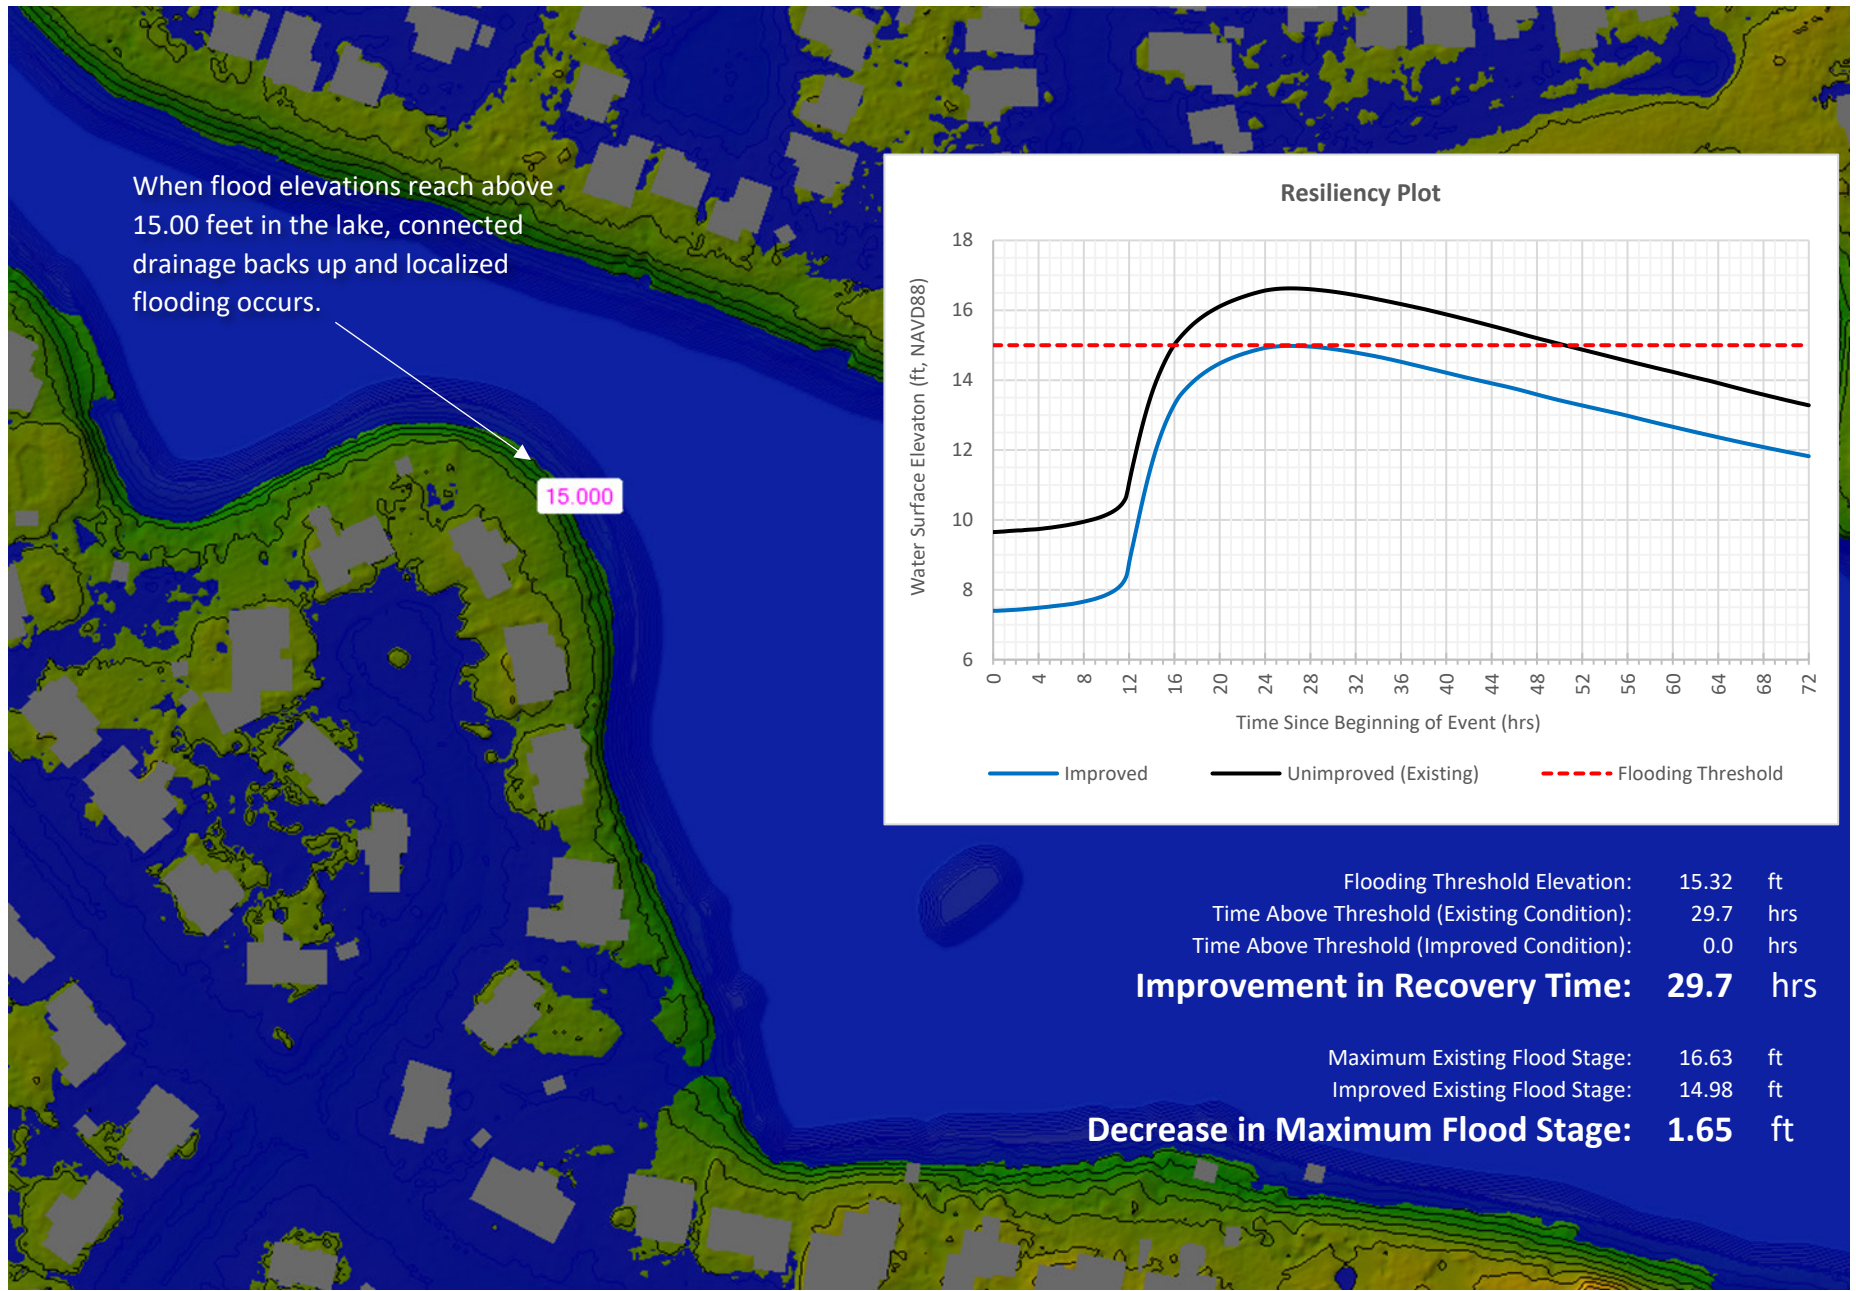 When flood elevations reach above
15.00 feet in the lake, connected
drainage backs up and localized
flooding occurs.
15.000
Resiliency Plot
Water Surface Elevaton (ft, NAVD88)
18
16
14
12
10
8
6
0 4 8 12 16 20 24 28 32 36 40 44 48 52 56 60 64 68 72
Time Since Beginning of Event (hrs)
Improved Unimproved (Existing) Flooding Threshold
Flooding Threshold Elevation: 15.32 ft
Time Above Threshold (Existing Condition): 29.7 hrs
Time Above Threshold (Improved Condition): 0.0 hrs
Improvement in Recovery Time: 29.7 hrs
Maximum Existing Flood Stage: 16.63 ft
Improved Existing Flood Stage: 14.98 ft
Decrease in Maximum Flood Stage: 1.65 ft